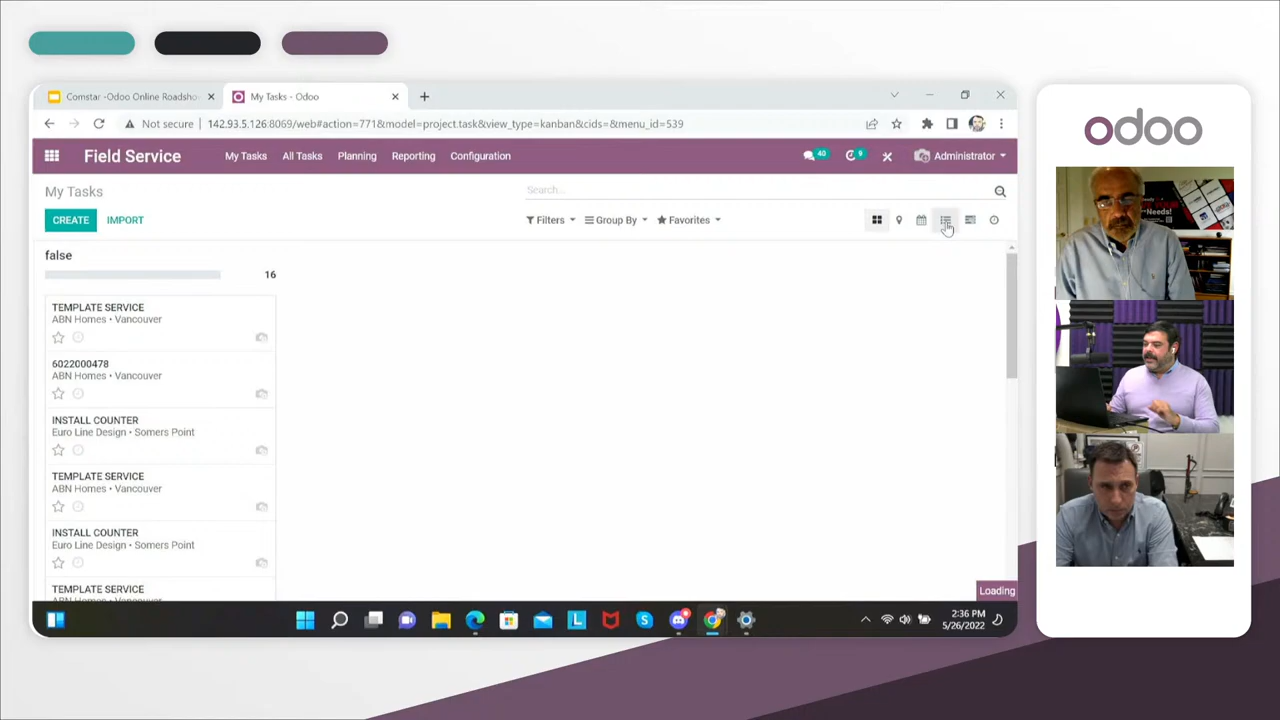 Comstar -Odoo Online Roadsho
My Tasks - Odoo
Not secure
142.93.5.126:8069/web#action=771&model=project.task&view_type=kanban&cids=&menu_id=539
Field Service
My Tasks
All Tasks
Planning
Reporting
Configuration
40
9
Administrator
My Tasks
Search...
CREATE
IMPORT
Filters
Group By
Favorites
false
16
TEMPLATE SERVICE
ABN Homes • Vancouver
6022000478
ABN Homes • Vancouver
INSTALL COUNTER
Euro Line Design • Somers Point
TEMPLATE SERVICE
ABN Homes • Vancouver
INSTALL COUNTER
Euro Line Design • Somers Point
TEMPLATE SERVICE
ABN Homes • Vancouver
Loading
2:36 PM
5/26/2022
odoo
Needs!